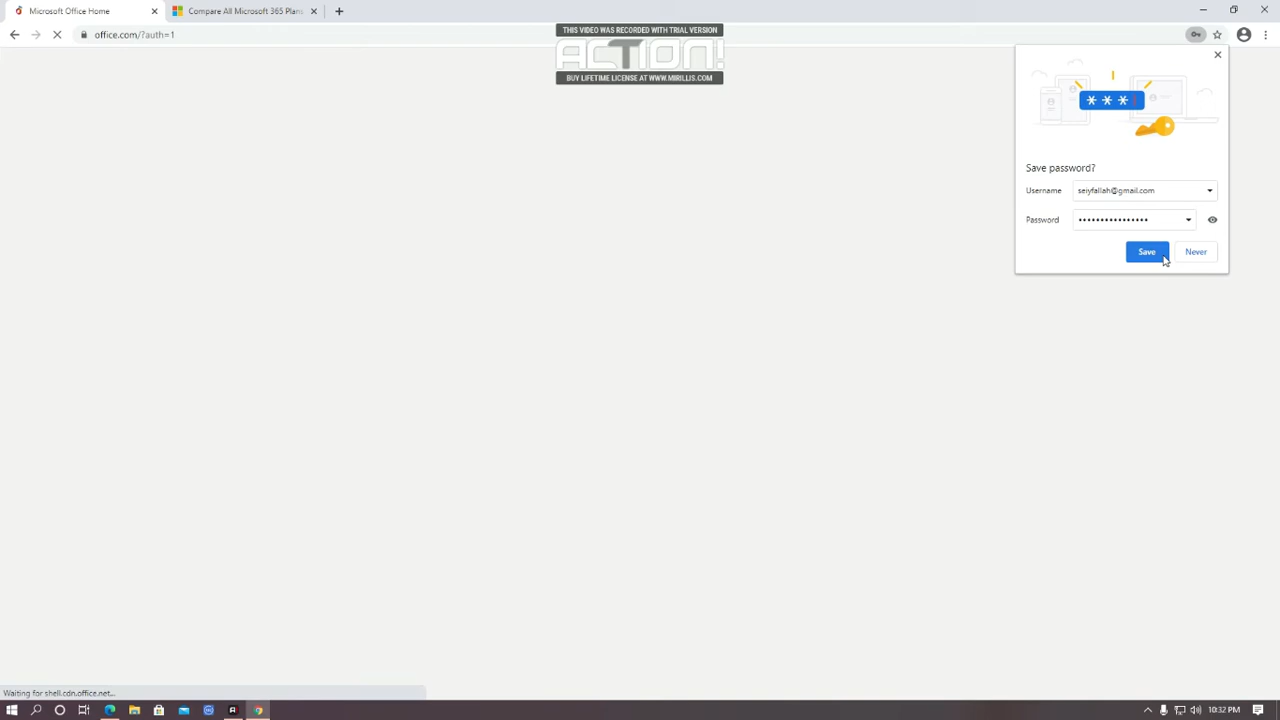 Microsoft Office Home
Compare All Microsoft 365 Plans
office.com/?auth=1
THIS VIDEO WAS RECORDED WITH TRIAL VERSION
ACTION!
BUY LIFETIME LICENSE AT WWW.MIRILLIS.COM
***
Save password?
Username seiyfallah@gmail.com
Password ••••••••••••••••
Save Never
Waiting for shell.cdn.office.net...
10:32 PM